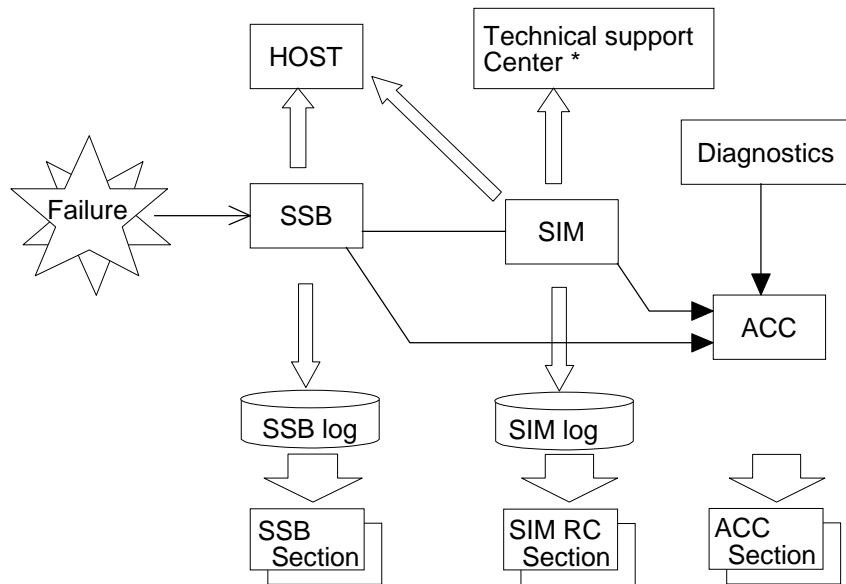 HOST
Technical support
Center *
Diagnostics
Failure
SSB
SIM
ACC
SSB log
SIM log
SSB
Section
SIM RC
Section
ACC
Section